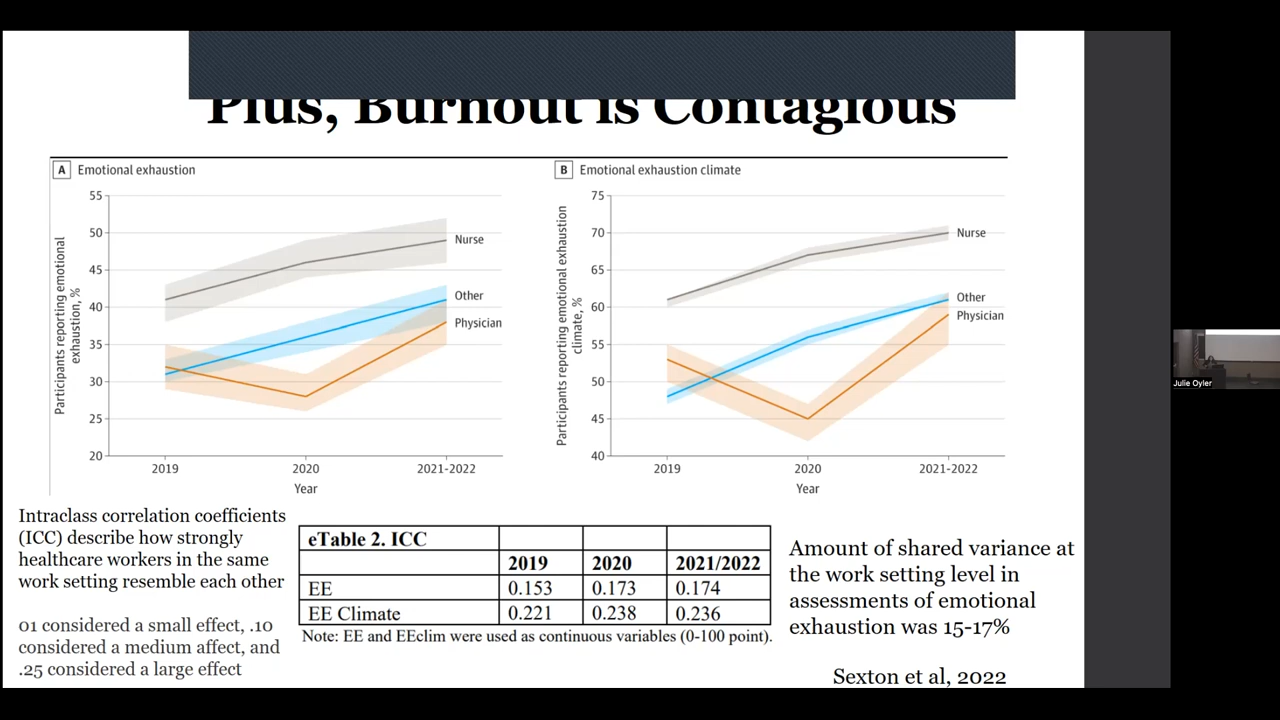 Plus, Burnout is Contagious
A Emotional exhaustion
Participants reporting emotional
exhaustion, %
55
50
45
40
35
30
25
20
Nurse
Other
Physician
2019 2020 2021-2022
Year
B Emotional exhaustion climate
Participants reporting emotional exhaustion
climate, %
75
70
65
60
55
50
45
40
Nurse
Other
Physician
2019 2020 2021-2022
Year
Intraclass correlation coefficients
(ICC) describe how strongly
healthcare workers in the same
work setting resemble each other
01 considered a small effect, .10
considered a medium affect, and
.25 considered a large effect
eTable 2. ICC
2019 2020 2021/2022
EE 0.153 0.173 0.174
EE Climate 0.221 0.238 0.236
Note: EE and EEclim were used as continuous variables (0-100 point).
Amount of shared variance at
the work setting level in
assessments of emotional
exhaustion was 15-17%
Sexton et al, 2022
Julie Oyler